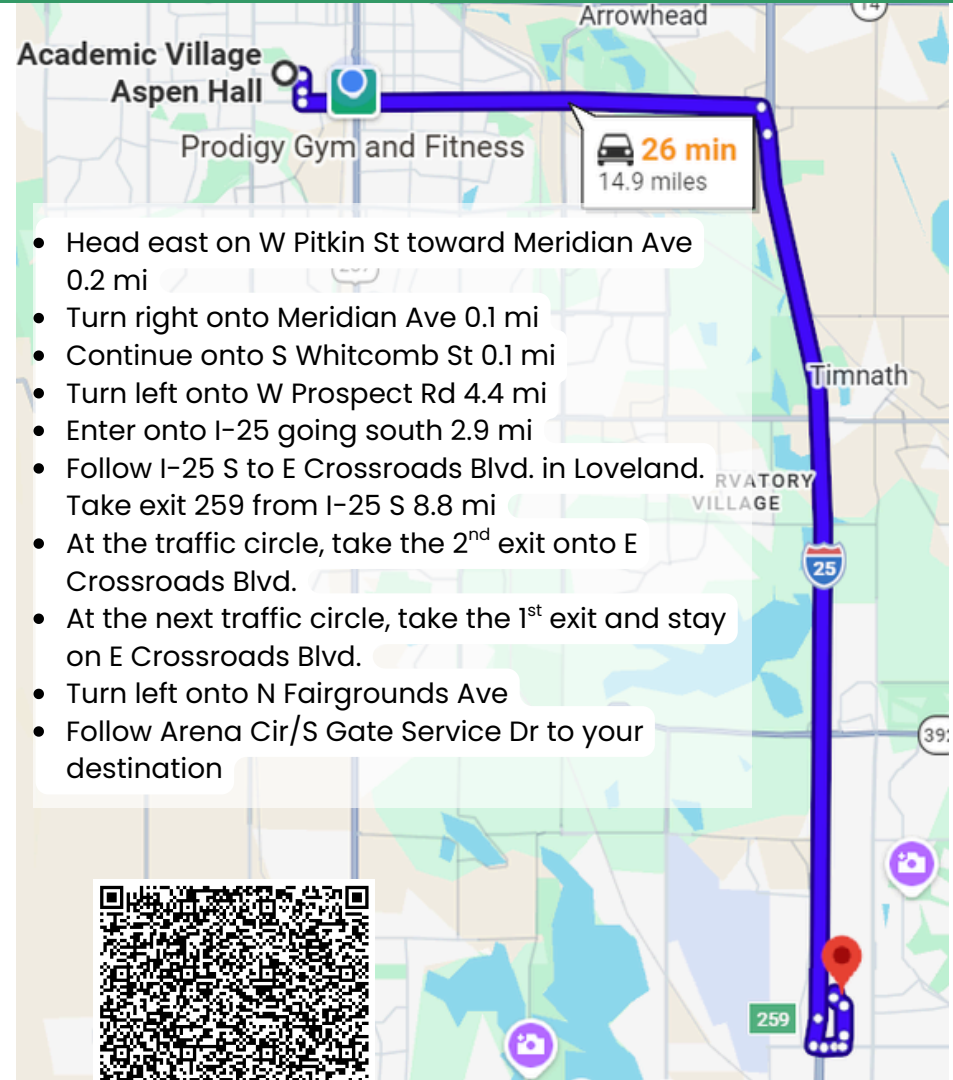 Arrowhead
14
Academic Village
Aspen Hall
Prodigy Gym and Fitness
26 min
14.9 miles
• Head east on W Pitkin St toward Meridian Ave
0.2 mi
• Turn right onto Meridian Ave 0.1 mi
• Continue onto S Whitcomb St 0.1 mi
• Turn left onto W Prospect Rd 4.4 mi
• Enter onto I-25 going south 2.9 mi
• Follow I-25 S to E Crossroads Blvd. in Loveland.
Take exit 259 from I-25 S 8.8 mi
• At the traffic circle, take the 2nd exit onto E
Crossroads Blvd.
• At the next traffic circle, take the 1st exit and stay
on E Crossroads Blvd.
• Turn left onto N Fairgrounds Ave
• Follow Arena Cir/S Gate Service Dr to your
destination
Timnath
RVATORY
VILLAGE
25
392
259